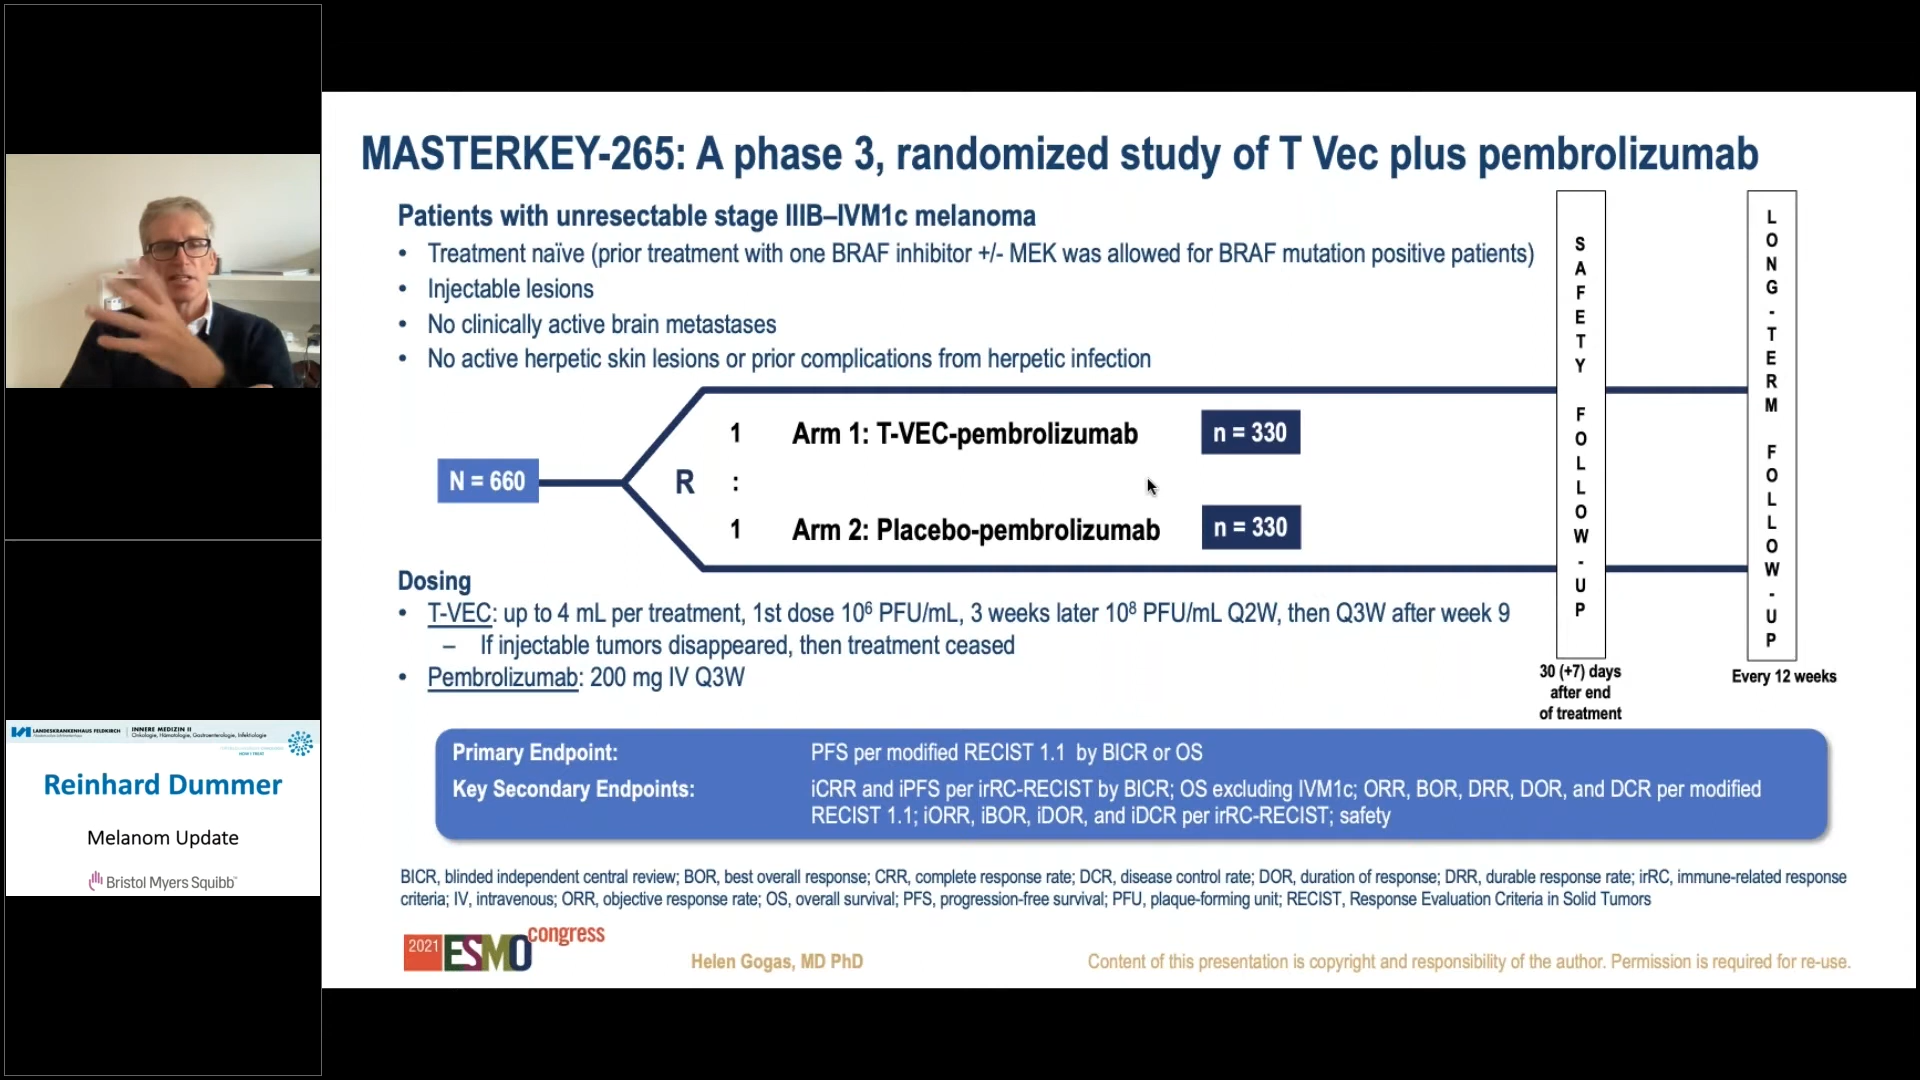 MASTERKEY-265: A phase 3, randomized study of T Vec plus pembrolizumab
Patients with unresectable stage IIIB–IVM1c melanoma
• Treatment naïve (prior treatment with one BRAF inhibitor +/- MEK was allowed for BRAF mutation positive patients)
• Injectable lesions
• No clinically active brain metastases
• No active herpetic skin lesions or prior complications from herpetic infection
N = 660
R
1
:
1
Arm 1: T-VEC-pembrolizumab
n = 330
Arm 2: Placebo-pembrolizumab
n = 330
SAFETY FOLLOW-UP
30 (+7) days
after end
of treatment
LONG-TERM FOLLOW-UP
Every 12 weeks
Dosing
• T-VEC: up to 4 mL per treatment, 1st dose 10⁶ PFU/mL, 3 weeks later 10⁸ PFU/mL Q2W, then Q3W after week 9
– If injectable tumors disappeared, then treatment ceased
• Pembrolizumab: 200 mg IV Q3W
Primary Endpoint: PFS per modified RECIST 1.1 by BICR or OS
Key Secondary Endpoints: iCRR and iPFS per irRC-RECIST by BICR; OS excluding IVM1c; ORR, BOR, DRR, DOR, and DCR per modified
RECIST 1.1; iORR, iBOR, iDOR, and iDCR per irRC-RECIST; safety
BICR, blinded independent central review; BOR, best overall response; CRR, complete response rate; DCR, disease control rate; DOR, duration of response; DRR, durable response rate; irRC, immune-related response
criteria; IV, intravenous; ORR, objective response rate; OS, overall survival; PFS, progression-free survival; PFU, plaque-forming unit; RECIST, Response Evaluation Criteria in Solid Tumors
2021 ESMO congress
Helen Gogas, MD PhD
Content of this presentation is copyright and responsibility of the author. Permission is required for re-use.
LANDESKRANKENHAUS FELDKIRCH
INNERE MEDIZIN II
Onkologie, Hämatologie, Gastroenterologie, Infektiologie
Reinhard Dummer
Melanom Update
Bristol Myers Squibb™